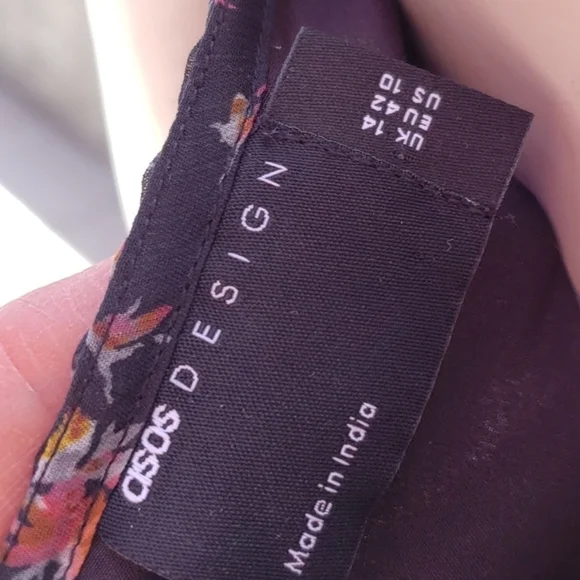 asos DESIGN
Made in India
UK 14
EU 42
US 10